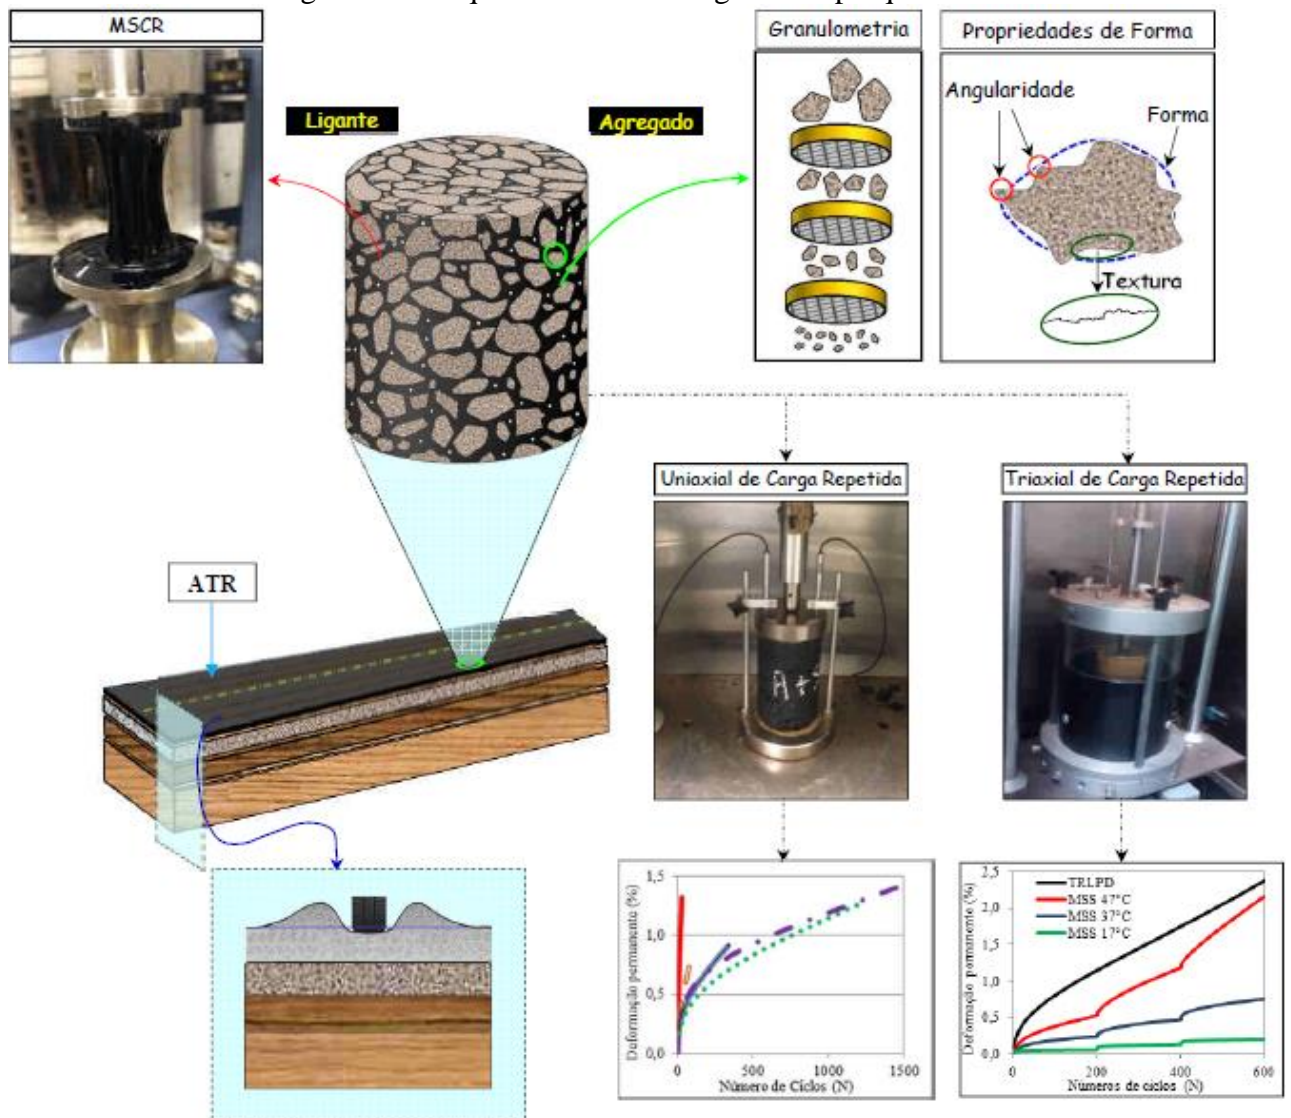 MSCR
Granulometria
Propriedades de Forma
Ligante
Agregado
Angularidade
Forma
Textura
Uniaxial de Carga Repetida
Triaxial de Carga Repetida
ATR
A
Deformação permanente (%)
1,5
1,0
0,5
0,0
0
500
1000
1500
Número de Ciclos (N)
Deformação permanente (%)
2,5
2,0
1,5
1,0
0,5
0,0
TRLPD
MSS 47°C
MSS 37°C
MSS 17°C
0
200
400
600
Números de ciclos (N)